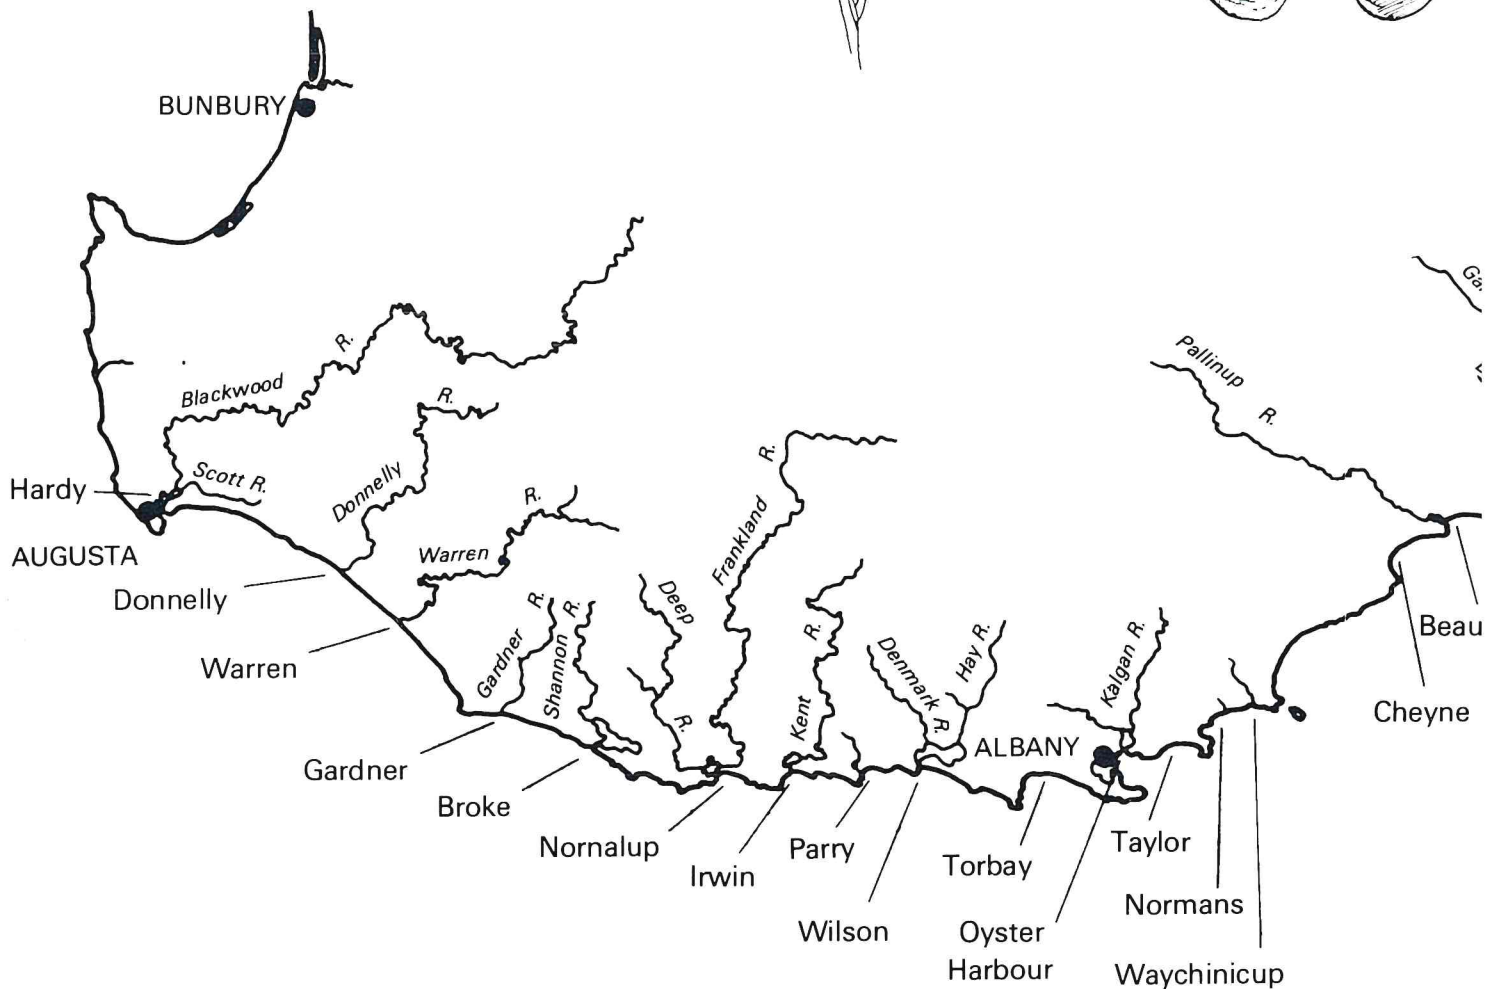 BUNBURY
Ga
Pallinup R.
Blackwood R.
Donnelly R.
Scott R.
Hardy
Warren R.
Frankland R.
AUGUSTA
Donnelly
Warren
Gardner R.
Shannon R.
Deep R.
Kent R.
Denmark R.
Hay R.
Kalgan R.
Beau
Cheyne
ALBANY
Gardner
Broke
Nornalup
Irwin
Parry
Wilson
Torbay
Oyster
Harbour
Taylor
Normans
Waychinicup